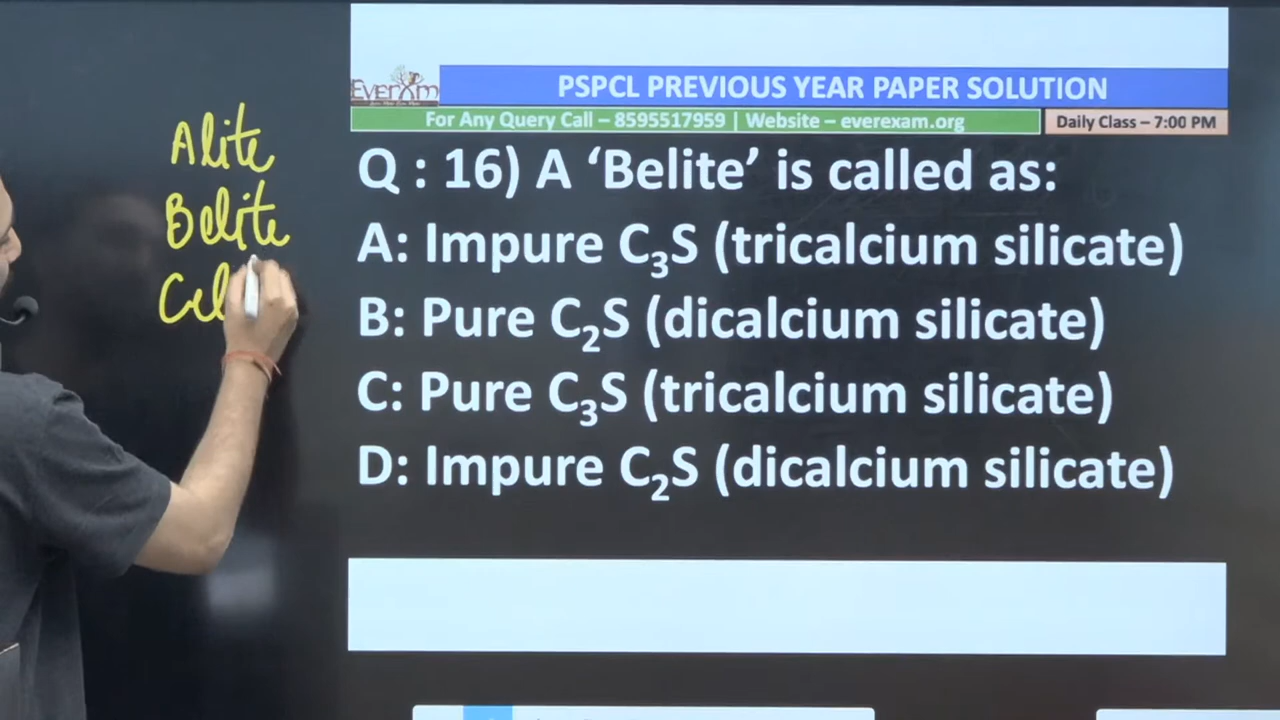 EVEREXAM
PSPCL PREVIOUS YEAR PAPER SOLUTION
For Any Query Call – 8595517959 | Website – everexam.org
Daily Class – 7:00 PM
Alite
Belite
Cel
Q : 16) A ‘Belite’ is called as:
A: Impure C₃S (tricalcium silicate)
B: Pure C₂S (dicalcium silicate)
C: Pure C₃S (tricalcium silicate)
D: Impure C₂S (dicalcium silicate)